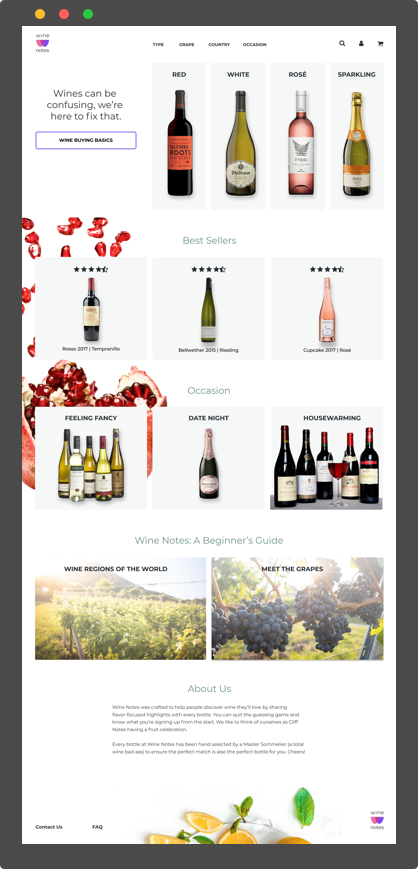 wine
notes
TYPE GRAPE COUNTRY OCCASION
Wines can be
confusing, we're
here to fix that.
WINE BUYING BASICS
RED WHITE ROSÉ SPARKLING
ROOTS
FTERI
Best Sellers
Rosso 2017 | Tempranillo
Bellwether 2015 | Riesling
Cupcake 2017 | Rosé
Occasion
FEELING FANCY DATE NIGHT HOUSEWARMING
Wine Notes: A Beginner's Guide
WINE REGIONS OF THE WORLD MEET THE GRAPES
About Us
Wine Notes was crafted to help people discover wine they'll love by sharing
flavor-focused highlights with every bottle. You can quit the guessing game and
know what you're signing up from the start. We like to think of ourselves as Cliff
Notes having a fruit celebration.
Every bottle at Wine Notes has been hand selected by a Master Sommelier (a total
wine bad ass) to ensure the perfect match is also the perfect bottle for you. Cheers!
Contact Us FAQ
wine
notes